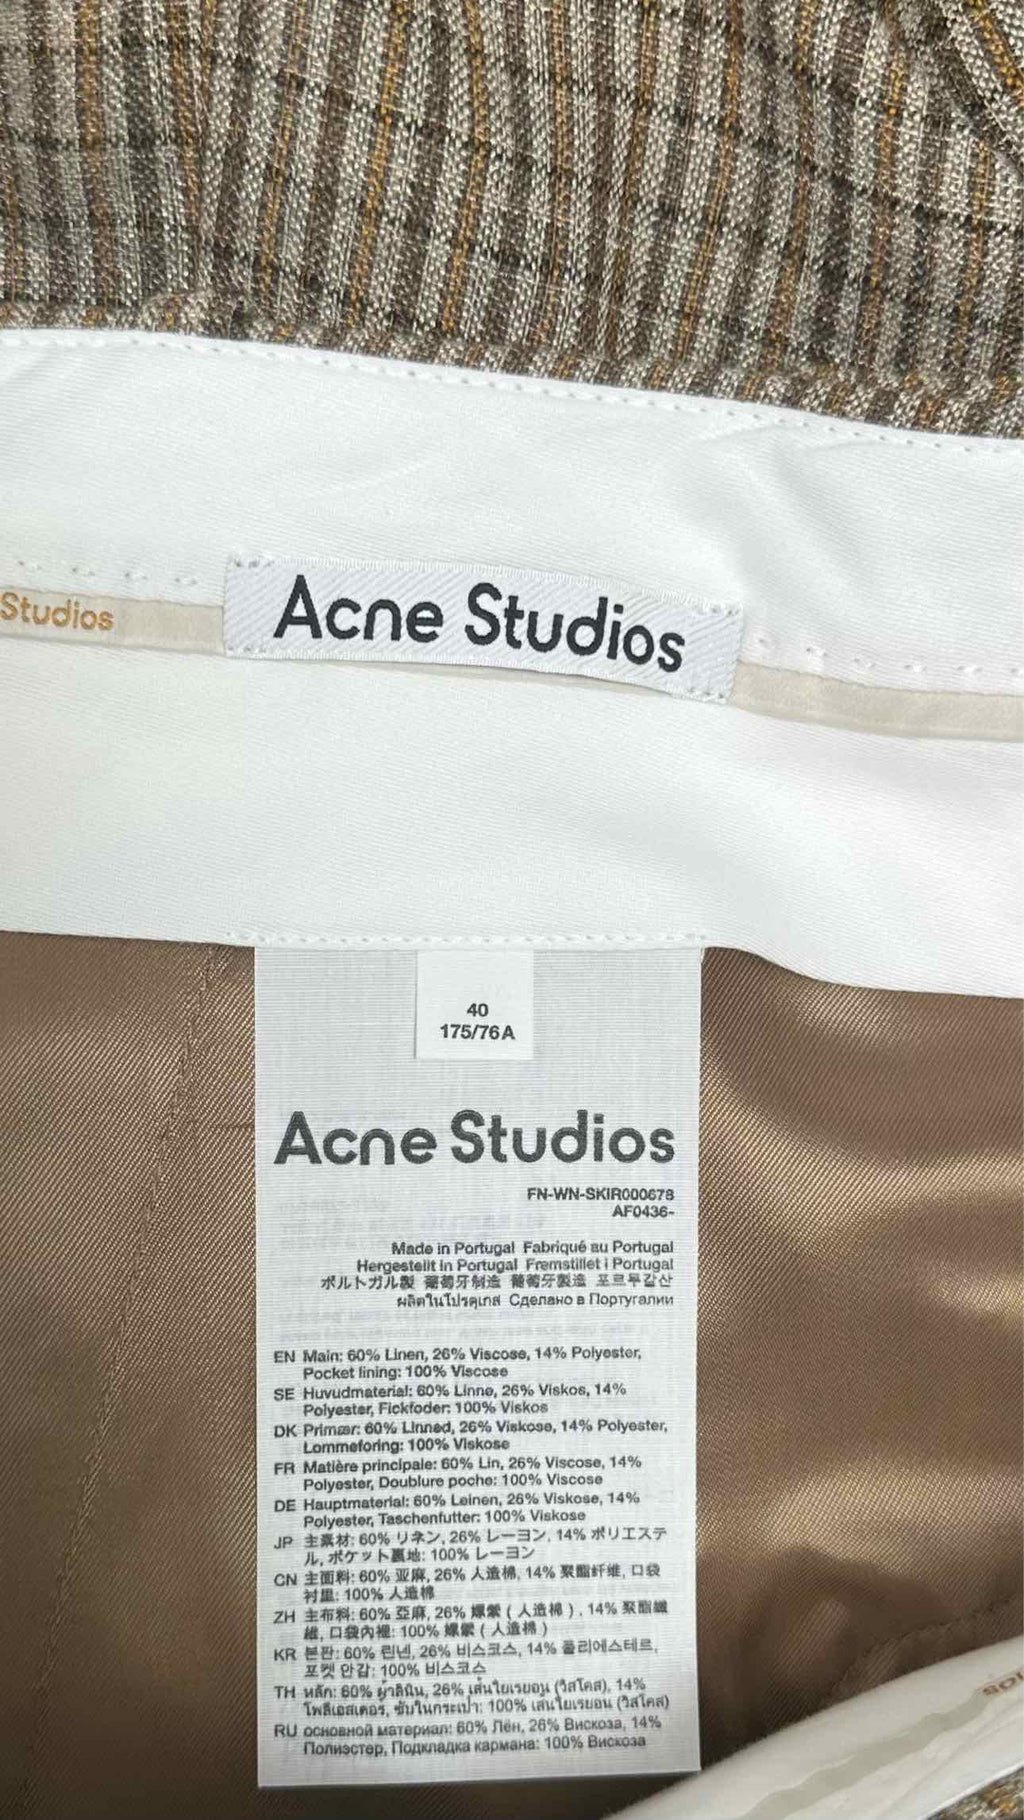 Studios
Acne Studios
40
175/76A
Acne Studios
FN-WN-SKIR000678
AF0436-
Made in Portugal Fabriqué au Portugal
Hergestellt in Portugal Fremstillet i Portugal
ポルトガル製 葡萄牙制造 葡萄牙製造 포르투갈산
ผลิตในโปรตุเกส Сделано в Португалии
EN Main: 60% Linen, 26% Viscose, 14% Polyester,
Pocket lining: 100% Viscose
SE Huvudmaterial: 60% Linne, 26% Viskos, 14%
Polyester, Fickfoder: 100% Viskos
DK Primær: 60% Linned, 26% Viskose, 14% Polyester,
Lommeforing: 100% Viskose
FR Matière principale: 60% Lin, 26% Viscose, 14%
Polyester, Doublure poche: 100% Viscose
DE Hauptmaterial: 60% Leinen, 26% Viskose, 14%
Polyester, Taschenfutter: 100% Viskose
JP 主素材: 60% リネン, 26% レーヨン, 14% ポリエステ
ル, ポケット裏地: 100% レーヨン
CN 主面料: 60% 亚麻, 26% 人造棉, 14% 聚酯纤维, 口袋
衬里: 100% 人造棉
ZH 主布料: 60% 亞麻, 26% 嫘縈 ( 人造棉 ) , 14% 聚酯纖
維, 口袋內裡: 100% 嫘縈 ( 人造棉 )
KR 본판: 60% 린넨, 26% 비스코스, 14% 폴리에스테르,
포켓 안감: 100% 비스코스
TH หลัก: 60% ผ้าลินิน, 26% เส้นใยเรยอน (วิสโคส), 14%
โพลีเอสเตอร์, ซับในกระเป๋า: 100% เส้นใยเรยอน (วิสโคส)
RU основной материал: 60% Лён, 26% Вискоза, 14%
Полиэстер, Подкладка кармана: 100% Вискоза